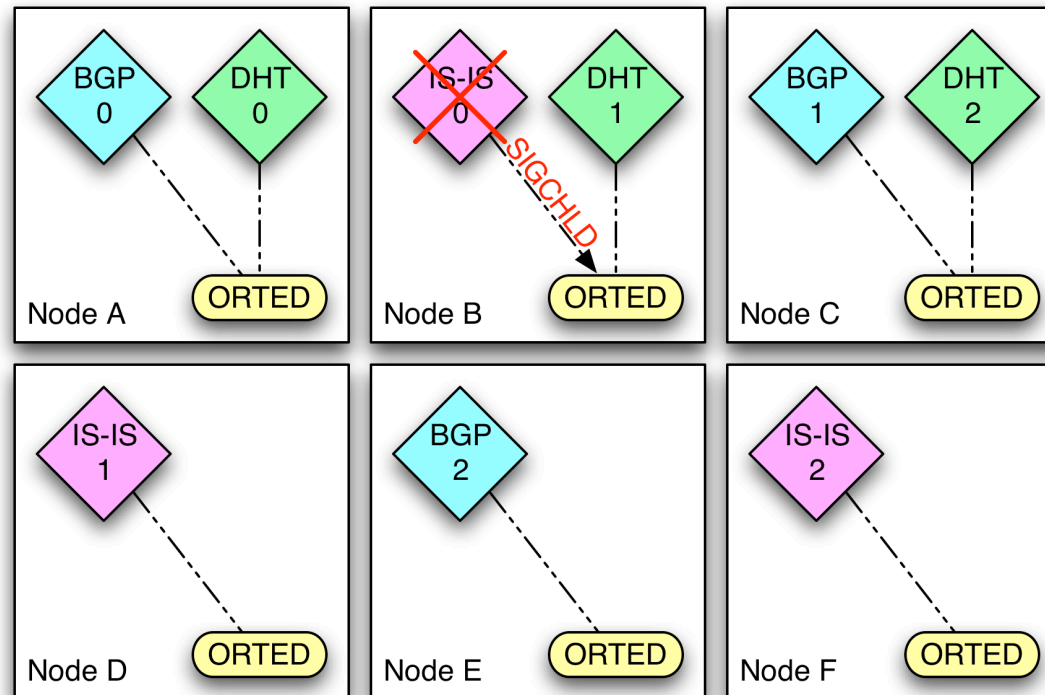 BGP
0
DHT
0
ORTED
Node A
IS-IS
0
DHT
1
SIGCHLD
ORTED
Node B
BGP
1
DHT
2
ORTED
Node C
IS-IS
1
ORTED
Node D
BGP
2
ORTED
Node E
IS-IS
2
ORTED
Node F